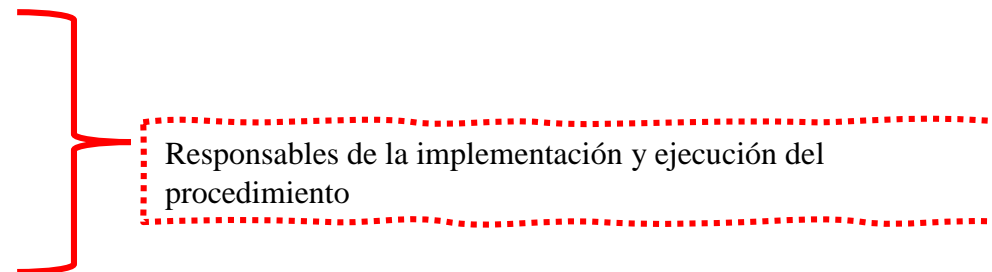 Responsables de la implementación y ejecución del
procedimiento